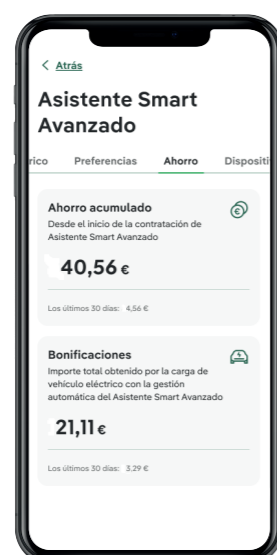 Atrás
Asistente Smart
Avanzado
rico Preferencias Ahorro Dispositi
Ahorro acumulado
Desde el inicio de la contratación de
Asistente Smart Avanzado
40,56 €
Los últimos 30 días: 4,56 €
Bonificaciones
Importe total obtenido por la carga de
vehículo eléctrico con la gestión
automática del Asistente Smart Avanzado
21,11 €
Los últimos 30 días: 3.29 €